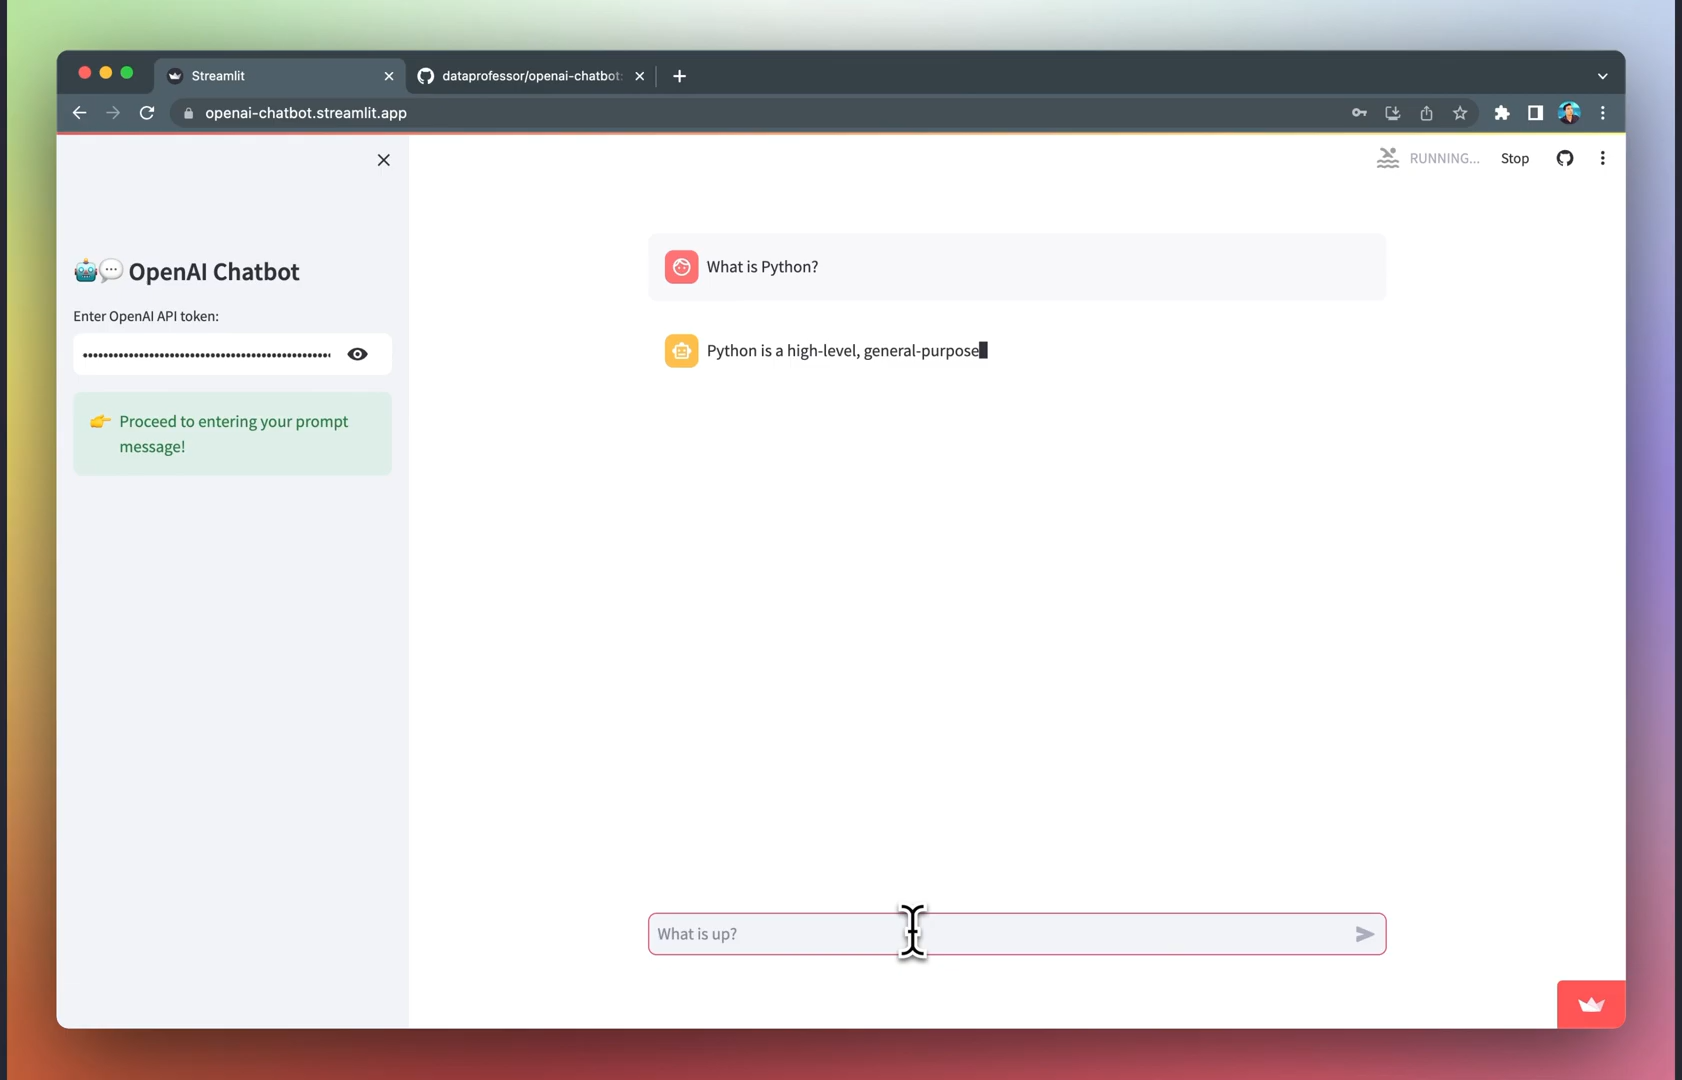 Streamlit
dataprofessor/openai-chatbot:
openai-chatbot.streamlit.app
RUNNING...
Stop
OpenAI Chatbot
Enter OpenAI API token:
Proceed to entering your prompt
message!
What is Python?
Python is a high-level, general-purpose
What is up?